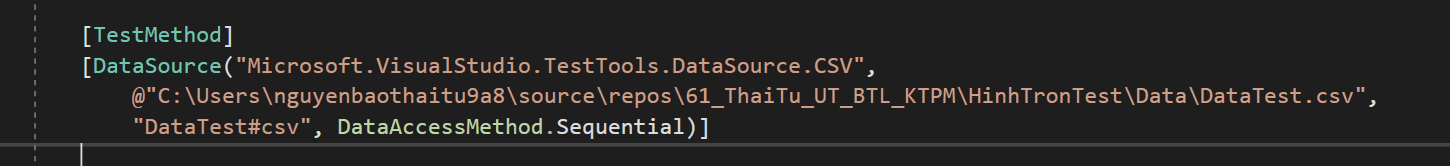 [TestMethod]
[DataSource("Microsoft.VisualStudio.TestTools.DataSource.CSV",
@"C:\Users\nguyenbaothaitu9a8\source\repos\61_ThaiTu_UT_BTL_KTPM\HinhTronTest\Data\DataTest.csv",
"DataTest#csv", DataAccessMethod.Sequential)]